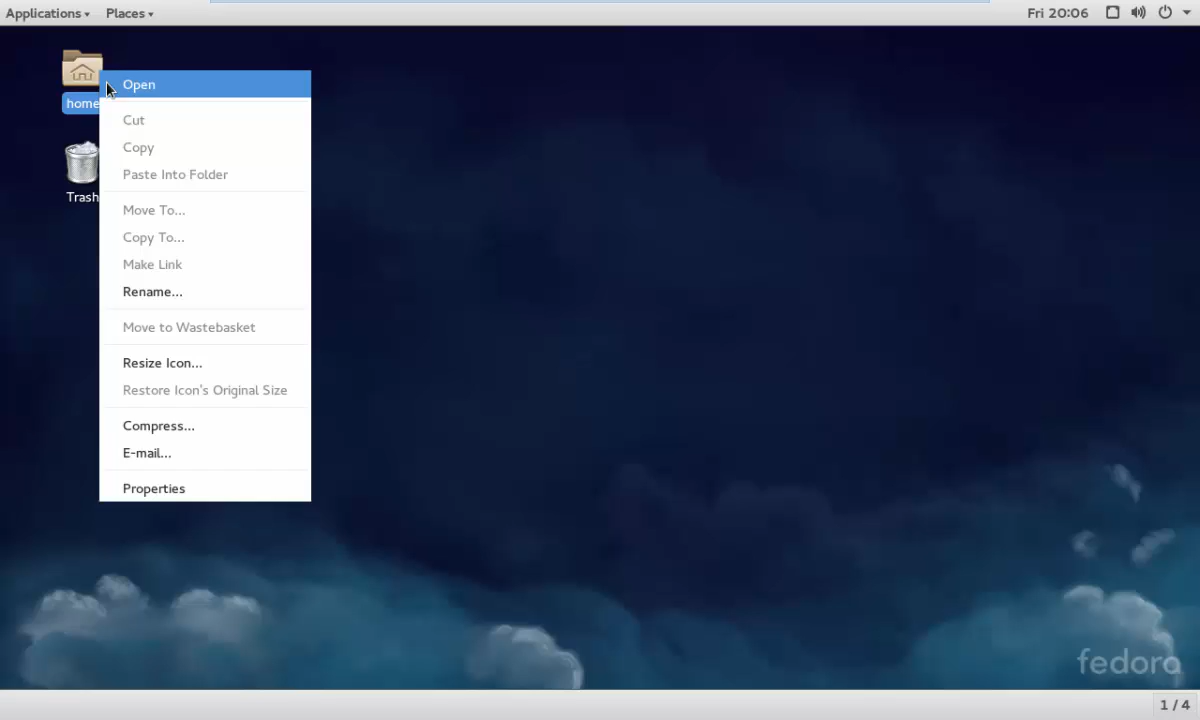 Applications Places Fri 20:06
home
Trash
Open
Cut
Copy
Paste Into Folder
Move To...
Copy To...
Make Link
Rename...
Move to Wastebasket
Resize Icon...
Restore Icon's Original Size
Compress...
E-mail...
Properties
fedora
1 / 4